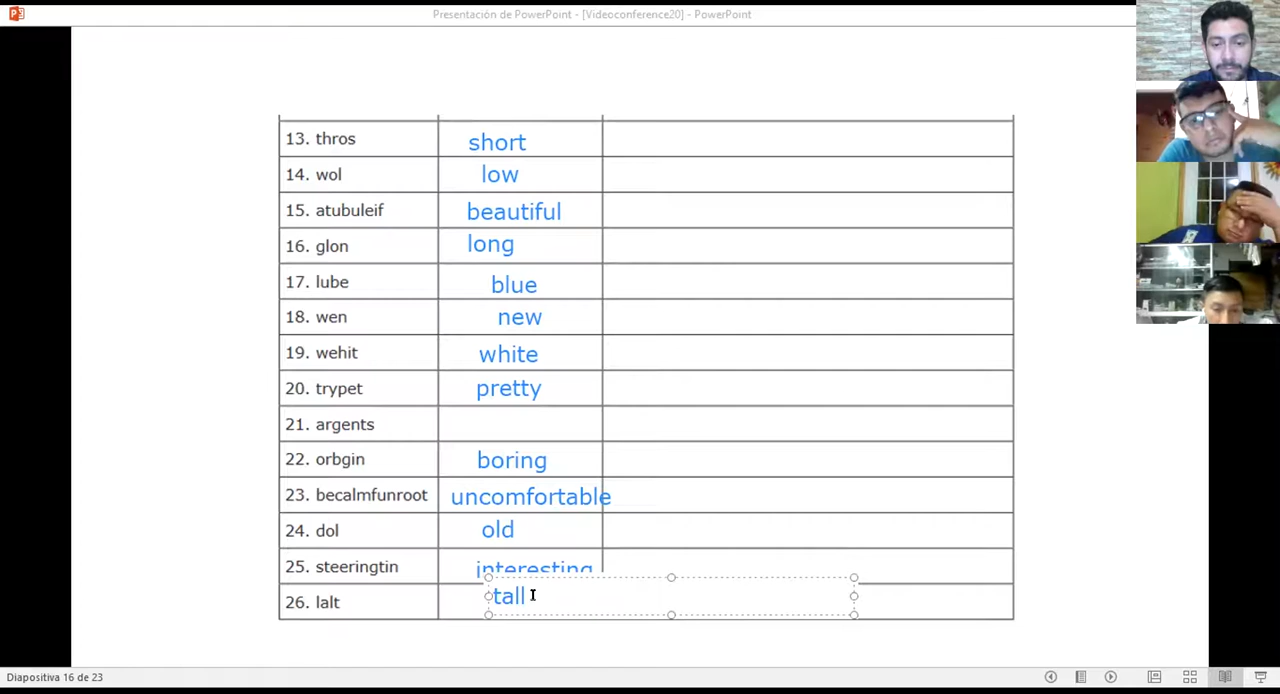 Presentación de PowerPoint - [Videoconference20] - PowerPoint
13. thros short
14. wol low
15. atubuleif beautiful
16. glon long
17. lube blue
18. wen new
19. wehit white
20. trypet pretty
21. argents
22. orbgin boring
23. becalmfunroot uncomfortable
24. dol old
25. steeringtin interesting
26. lalt tall
Diapositiva 16 de 23